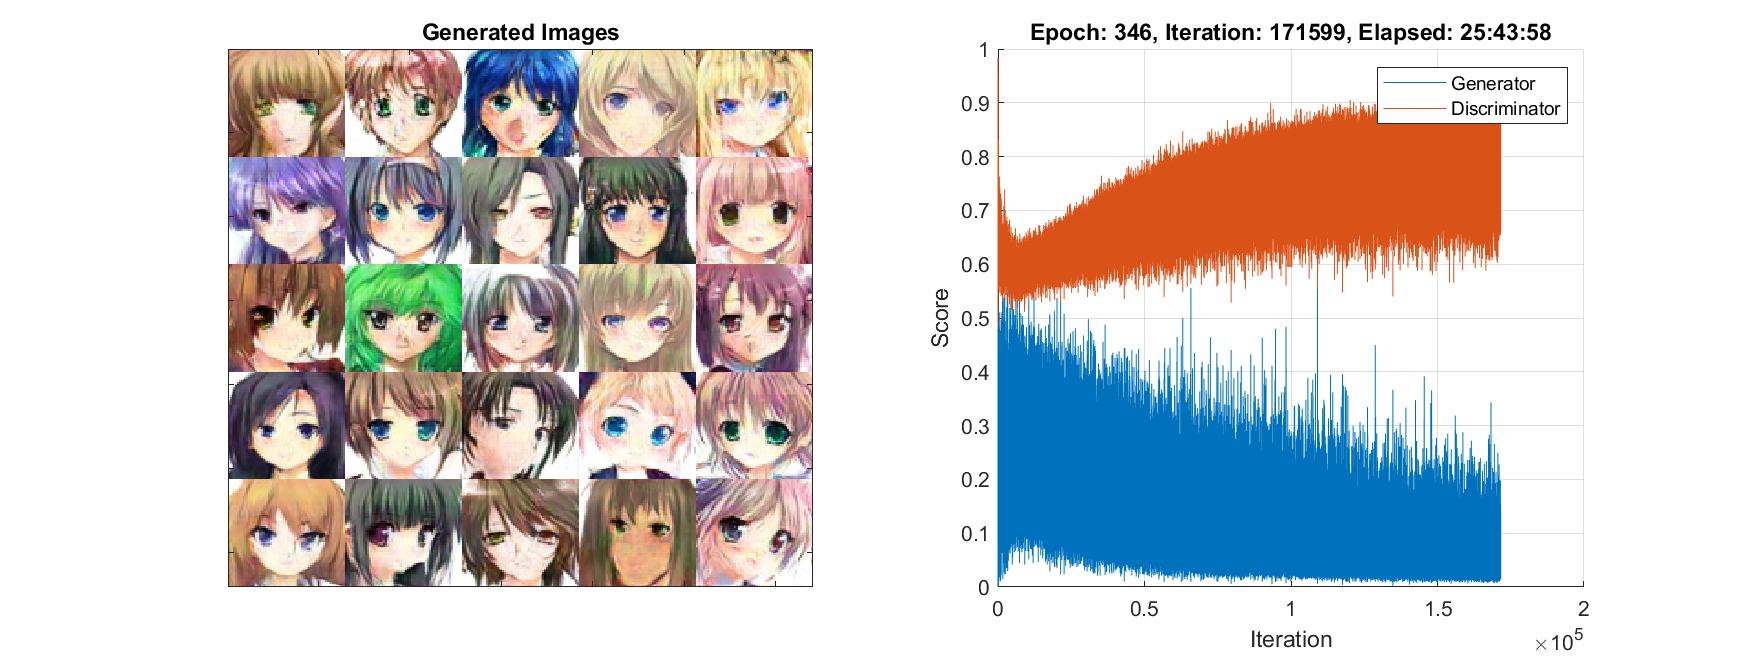 Generated Images
Epoch: 346, Iteration: 171599, Elapsed: 25:43:58
Generator
Discriminator
1
0.9
0.8
0.7
0.6
0.5
0.4
0.3
0.2
0.1
0
Score
0 0.5 1 1.5 2
Iteration
×10⁵